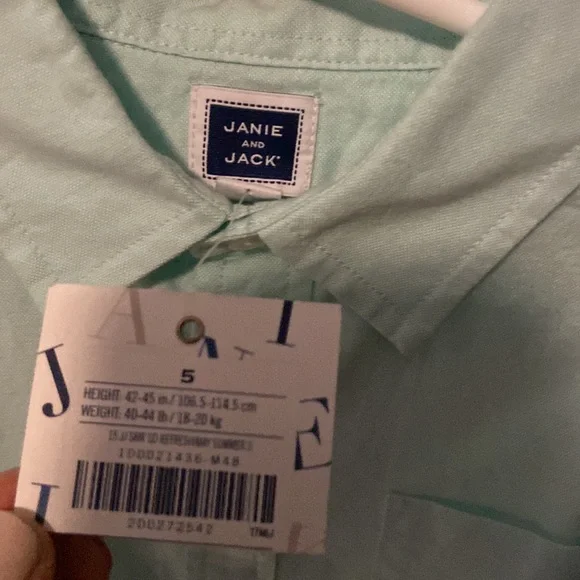 JANIE
AND
JACK
A I
J A
5
HEIGHT: 42-45 in / 106.5-114.5 cm
WEIGHT: 40-44 lb / 18-20 kg
100021436-M48
E
200272542